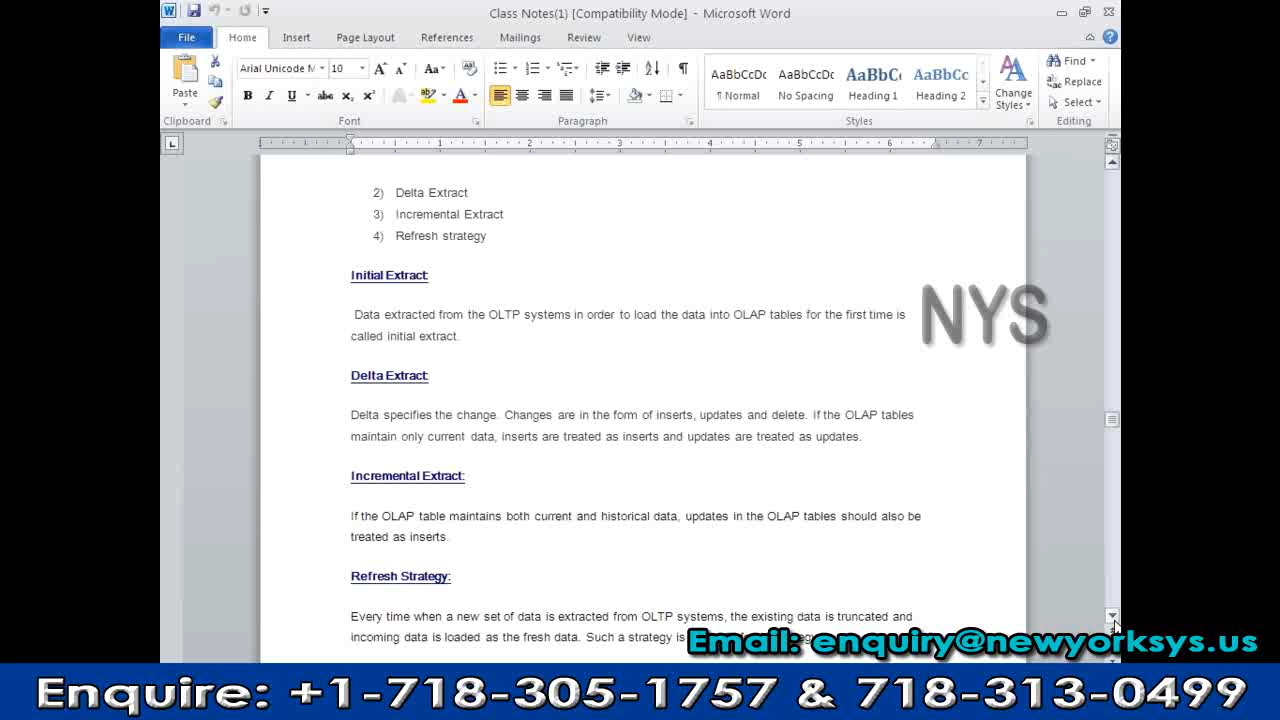 Class Notes(1) [Compatibility Mode] - Microsoft Word
File Home Insert Page Layout References Mailings Review View
Paste
Clipboard
Arial Unicode M 10
Font
Paragraph
AaBbCcDc AaBbCcDc AaBbC AaBbCc
¶ Normal No Spacing Heading 1 Heading 2
Change
Styles
Styles
Find
Replace
Select
Editing
1 1 2 3 4 5 6 7
2) Delta Extract
3) Incremental Extract
4) Refresh strategy
Initial Extract:
Data extracted from the OLTP systems in order to load the data into OLAP tables for the first time is
called initial extract.
NYS
Delta Extract:
Delta specifies the change. Changes are in the form of inserts, updates and delete. If the OLAP tables
maintain only current data, inserts are treated as inserts and updates are treated as updates.
Incremental Extract:
If the OLAP table maintains both current and historical data, updates in the OLAP tables should also be
treated as inserts.
Refresh Strategy:
Every time when a new set of data is extracted from OLTP systems, the existing data is truncated and
incoming data is loaded as the fresh data. Such a strategy is
Email: enquiry@newyorksys.us
Enquire: +1-718-305-1757 & 718-313-0499